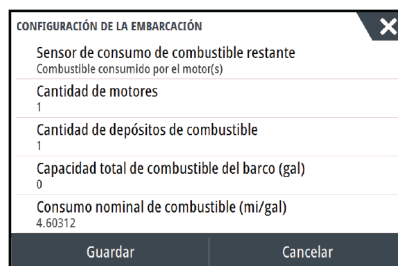 CONFIGURACIÓN DE LA EMBARCACIÓN
Sensor de consumo de combustible restante
Combustible consumido por el motor(s)
Cantidad de motores
1
Cantidad de depósitos de combustible
1
Capacidad total de combustible del barco (gal)
0
Consumo nominal de combustible (mi/gal)
4.60312
Guardar
Cancelar